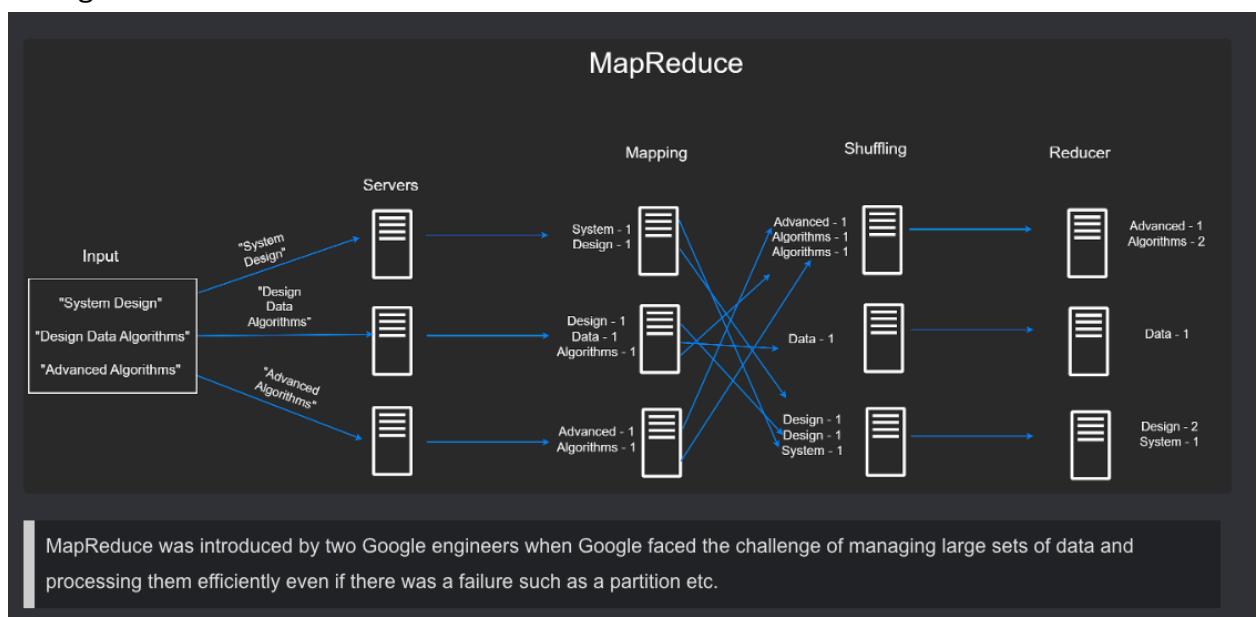 MapReduce
Mapping
Shuffling
Reducer
Servers
Input
"System Design"
"Design Data Algorithms"
"Advanced Algorithms"
"System
Design"
"Design
Data
Algorithms"
"Advanced
Algorithms"
System - 1
Design - 1
Design - 1
Data - 1
Algorithms - 1
Advanced - 1
Algorithms - 1
Advanced - 1
Algorithms - 1
Algorithms - 1
Data - 1
Design - 1
Design - 1
System - 1
Advanced - 1
Algorithms - 2
Data - 1
Design - 2
System - 1
MapReduce was introduced by two Google engineers when Google faced the challenge of managing large sets of data and
processing them efficiently even if there was a failure such as a partition etc.